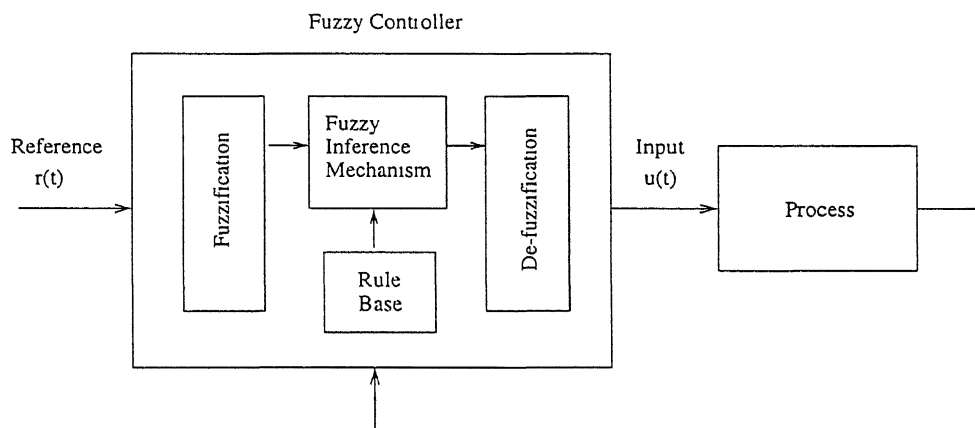 Fuzzy Controller
Reference
r(t)
Fuzzification
Fuzzy
Inference
Mechanism
Rule
Base
De-fuzzification
Input
u(t)
Process